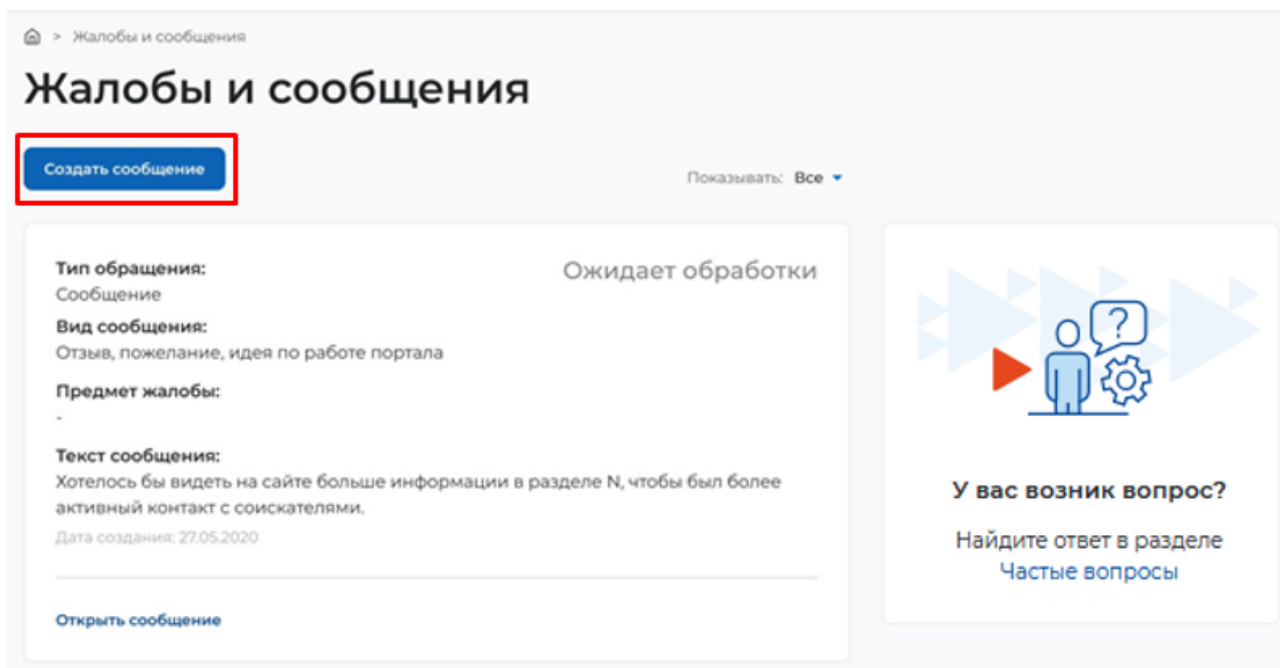 > Жалобы и сообщения
Жалобы и сообщения
Создать сообщение
Показывать: Все
Тип обращения:
Ожидает обработки
Сообщение
Вид сообщения:
Отзыв, пожелание, идея по работе портала
Предмет жалобы:
-
Текст сообщения:
Хотелось бы видеть на сайте больше информации в разделе N, чтобы был более
активный контакт с соискателями.
Дата создания: 27.05.2020
Открыть сообщение
?
У вас возник вопрос?
Найдите ответ в разделе
Частые вопросы